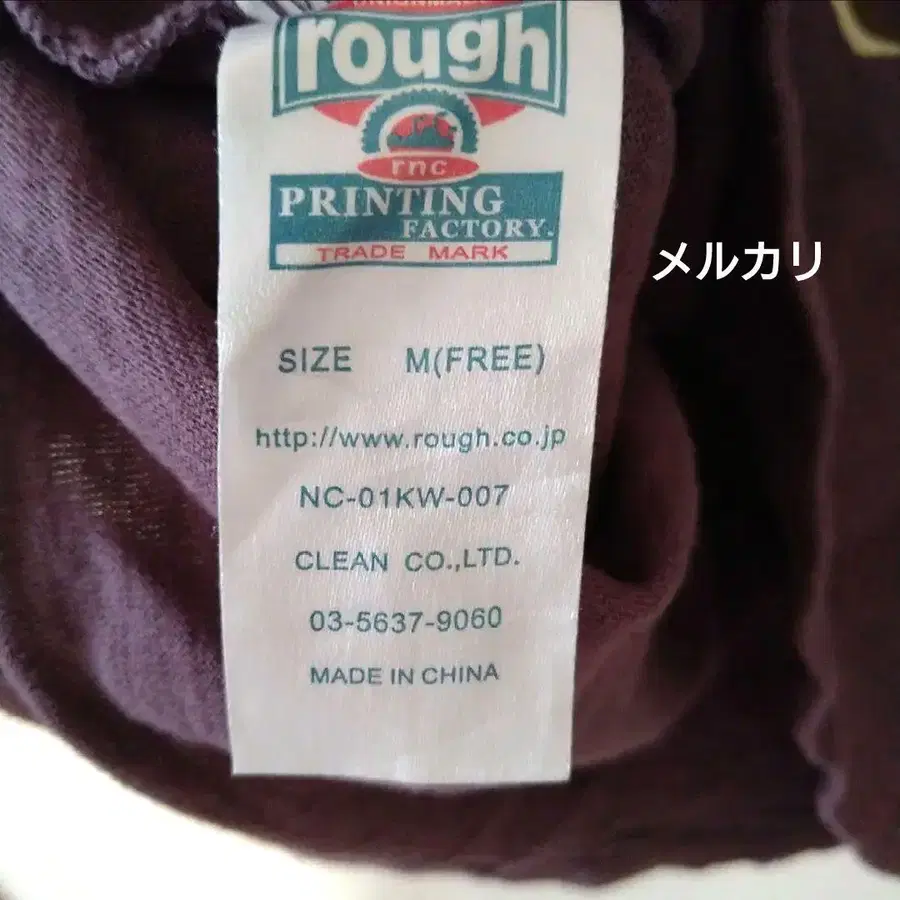 UNIONMADE
rough
rnc
PRINTING
FACTORY.
TRADE MARK
メルカリ
SIZE M(FREE)
http://www.rough.co.jp
NC-01KW-007
CLEAN CO.,LTD.
03-5637-9060
MADE IN CHINA